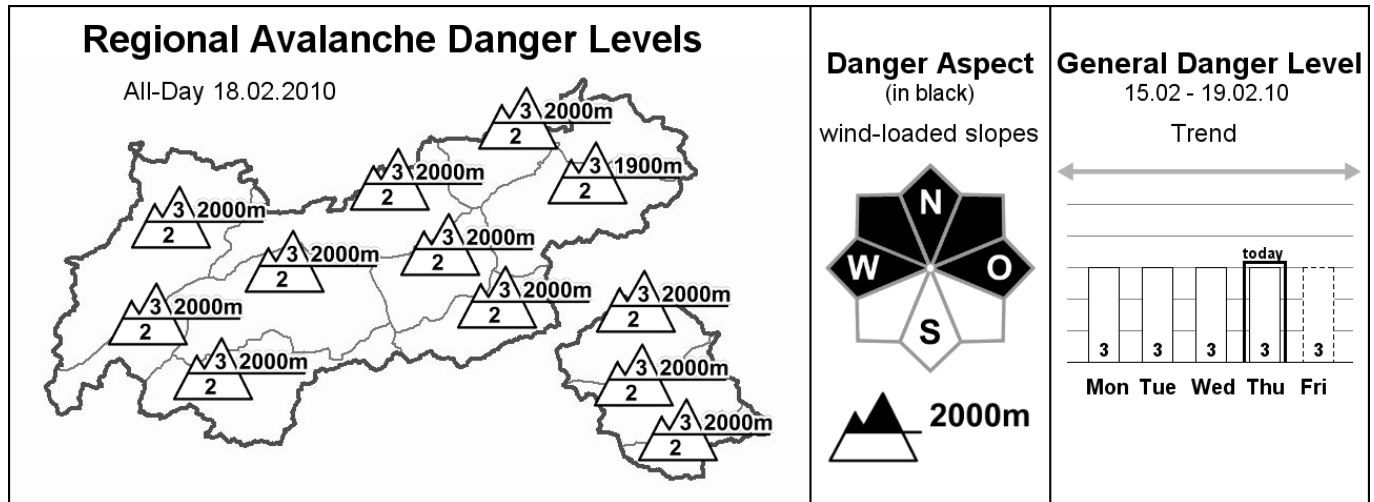 Regional Avalanche Danger Levels
All-Day 18.02.2010
3 2000m
2
3 1900m
2
3 2000m
2
3 2000m
2
3 2000m
2
3 2000m
2
3 2000m
2
3 2000m
2
3 2000m
2
3 2000m
2
3 2000m
2
3 2000m
2
Danger Aspect
(in black)
wind-loaded slopes
N
W O
S
2000m
General Danger Level
15.02 - 19.02.10
Trend
today
3 3 3 3 3
Mon Tue Wed Thu Fri